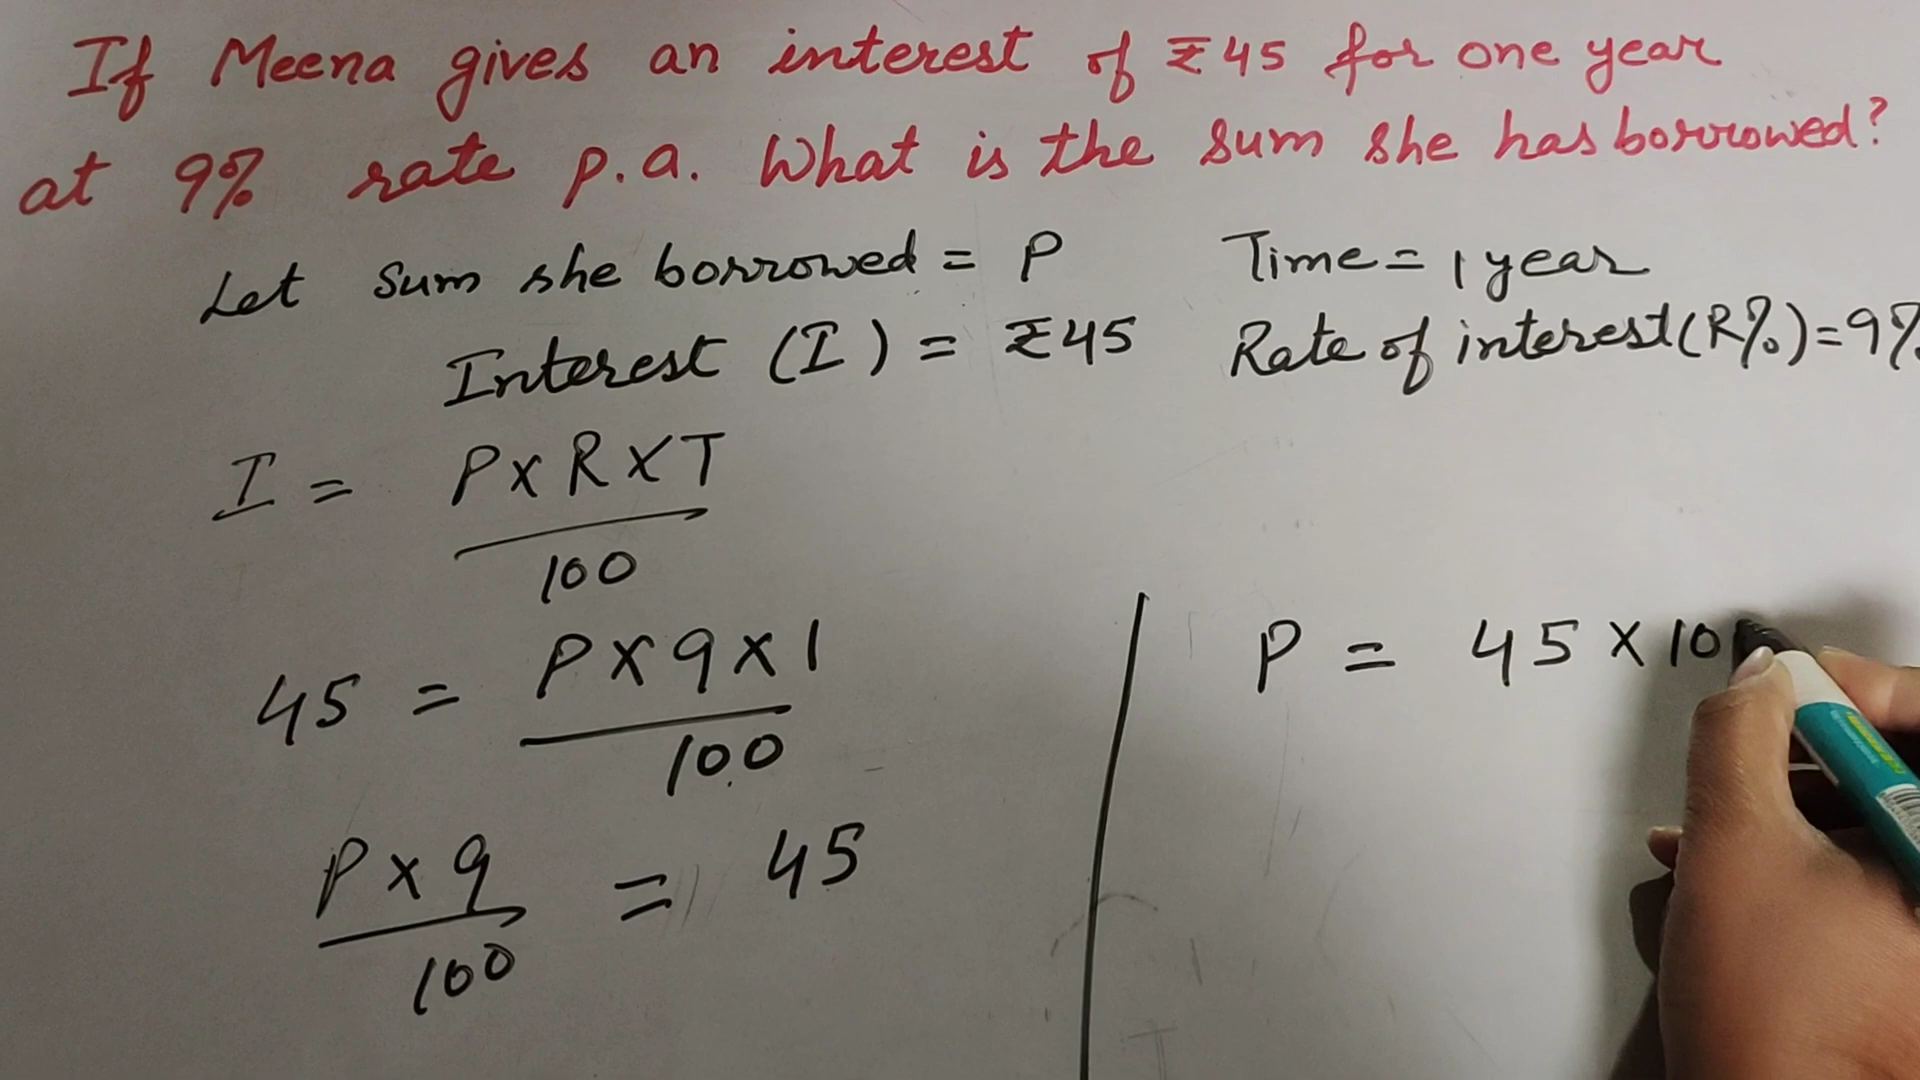 If Meena gives an interest of ₹45 for one year
at 9% rate p.a. What is the sum she has borrowed?
Let sum she borrowed = P
Interest (I) = ₹45
Time = 1 year
Rate of interest (R%) = 9%
I = P×R×T
100
45 = P×9×1
100
P×9 = 45
100
P = 45 × 10